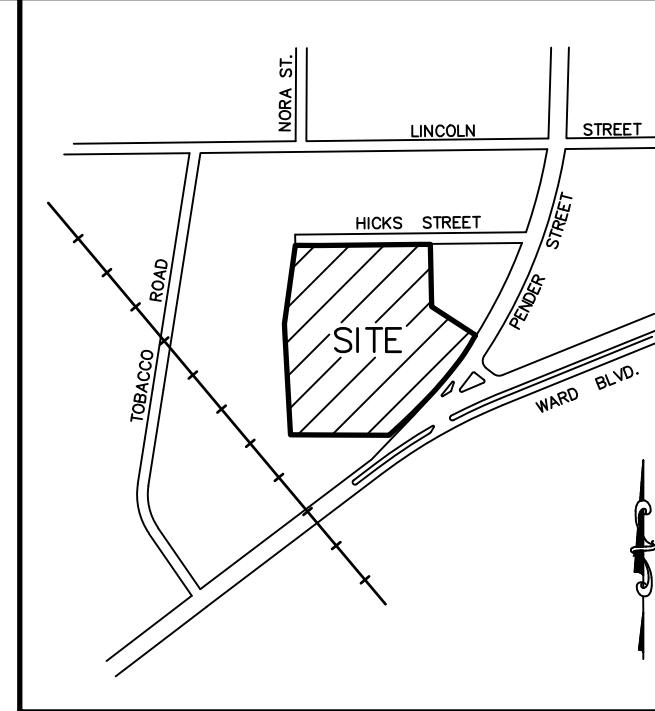 NORA ST.
LINCOLN STREET
HICKS STREET
PENDER STREET
TOBACCO ROAD
SITE
WARD BLVD.